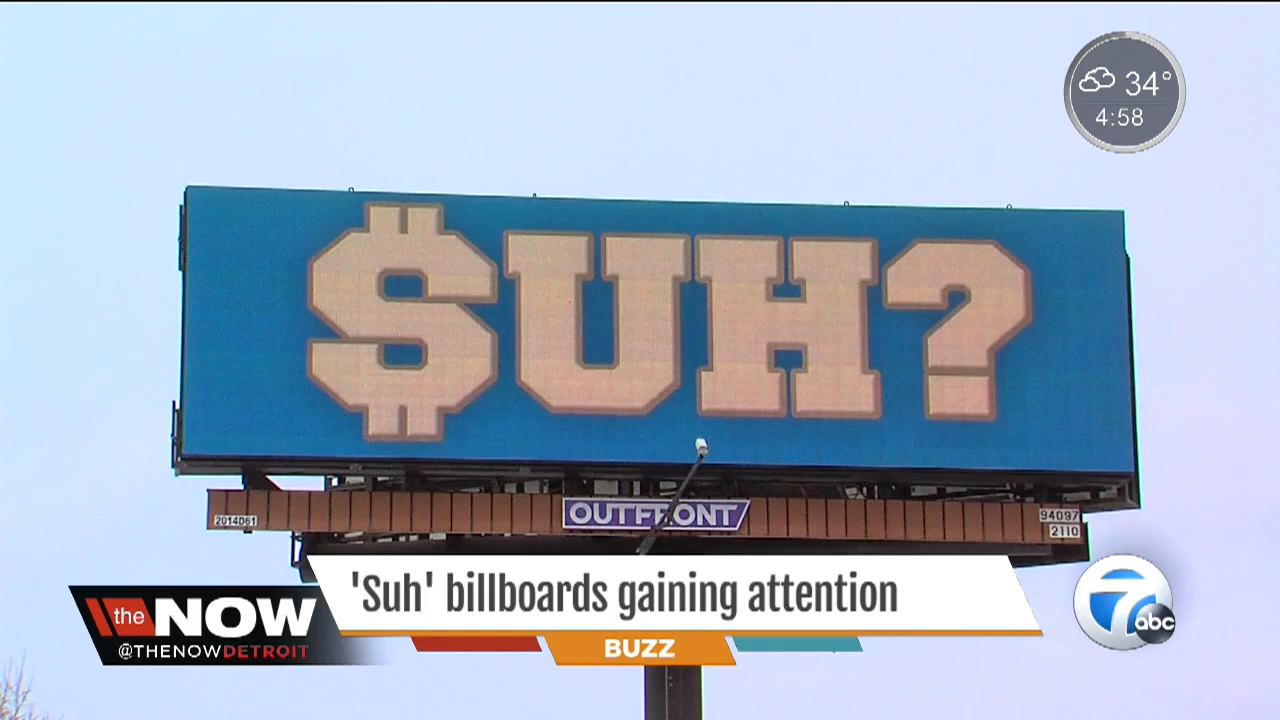 34°
4:58
$UH?
OUTFRONT
2014061
94097
2110
'Suh' billboards gaining attention
the NOW
@THENOWDETROIT
BUZZ
7 abc